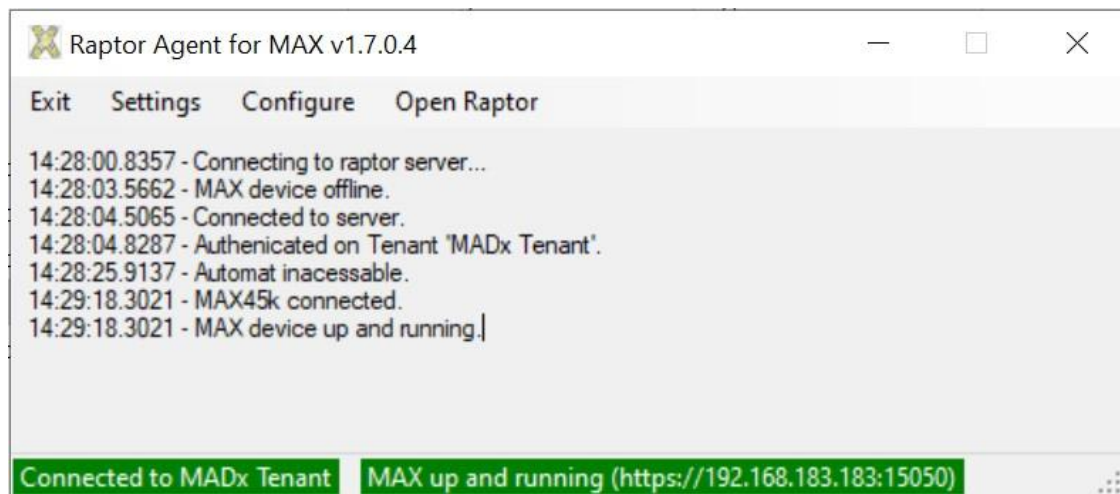 Raptor Agent for MAX v1.7.0.4
Exit Settings Configure Open Raptor
14:28:00.8357 - Connecting to raptor server...
14:28:03.5662 - MAX device offline.
14:28:04.5065 - Connected to server.
14:28:04.8287 - Authenicated on Tenant 'MADx Tenant'.
14:28:25.9137 - Automat inacessable.
14:29:18.3021 - MAX45k connected.
14:29:18.3021 - MAX device up and running.
Connected to MADx Tenant MAX up and running (https://192.168.183.183:15050)